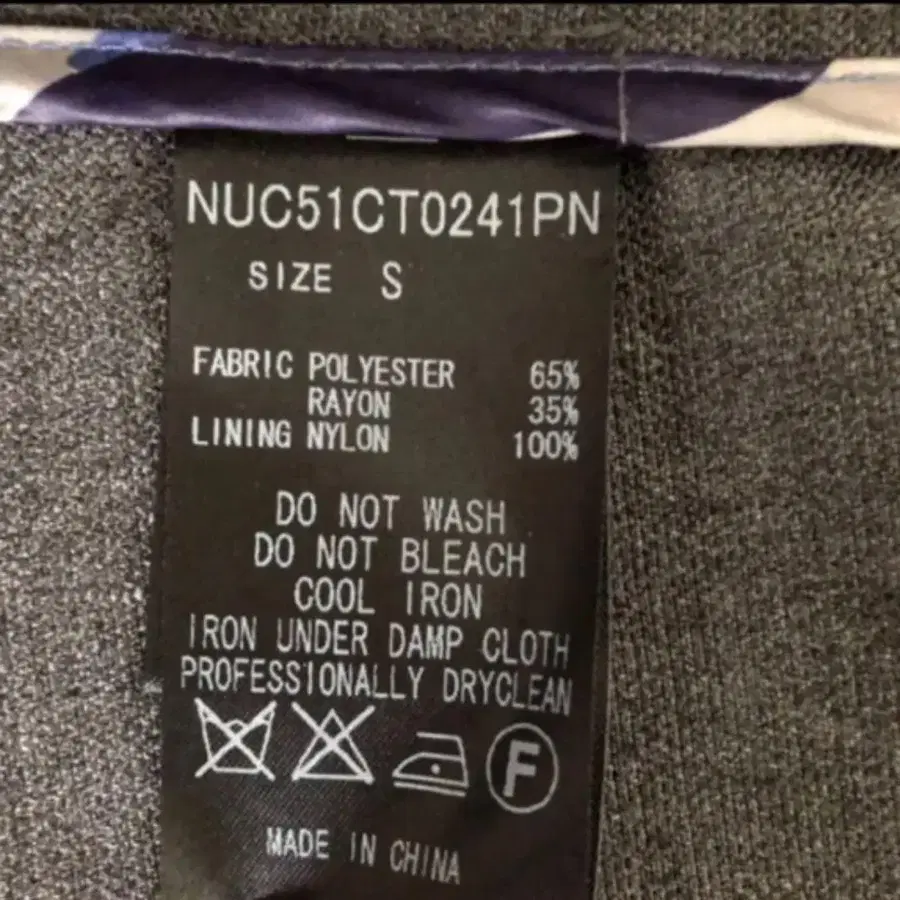 NUC51CT0241PN
SIZE S
FABRIC POLYESTER 65%
RAYON 35%
LINING NYLON 100%
DO NOT WASH
DO NOT BLEACH
COOL IRON
IRON UNDER DAMP CLOTH
PROFESSIONALLY DRYCLEAN
F
MADE IN CHINA